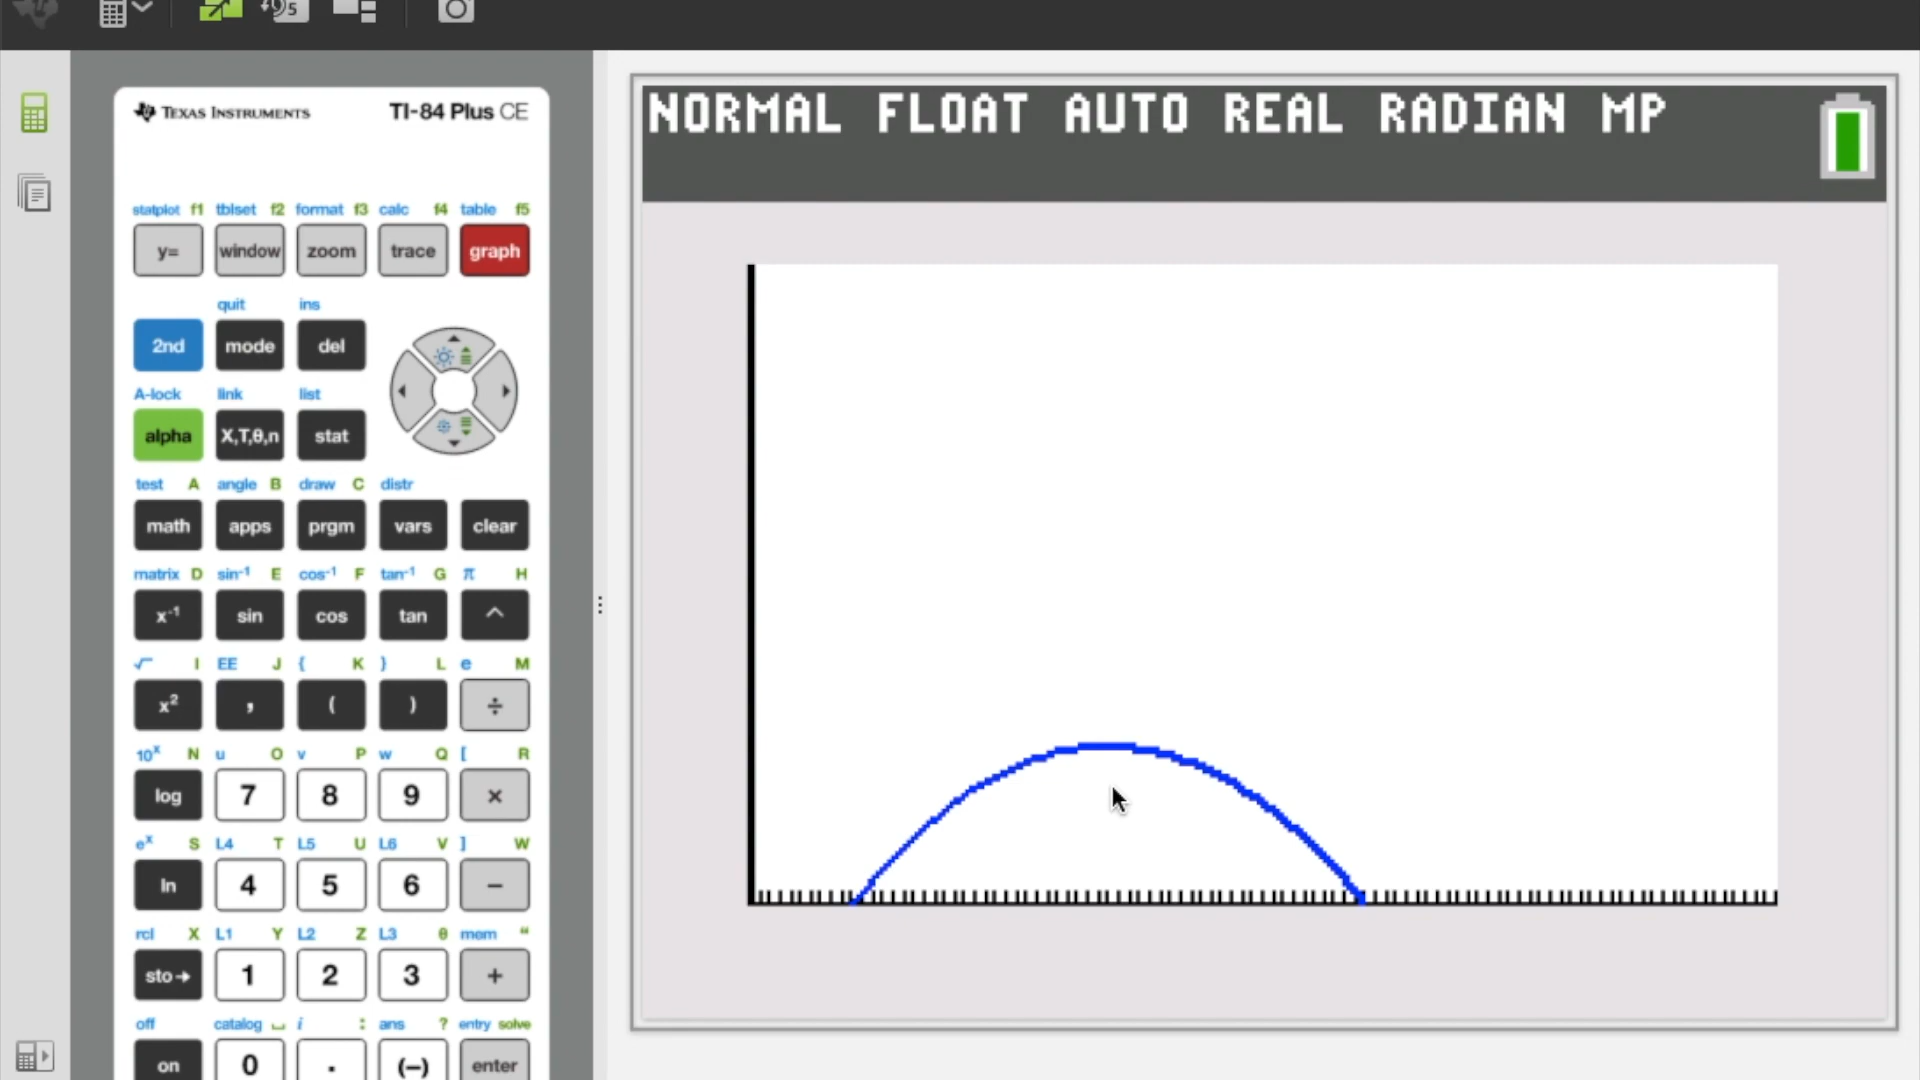 TEXAS INSTRUMENTS TI-84 Plus CE
NORMAL FLOAT AUTO REAL RADIAN MP
statplot f1 tblset f2 format f3 calc f4 table f5
y= window zoom trace graph
quit ins
2nd mode del
A-lock link list
alpha X,T,θ,n stat
test A angle B draw C distr
math apps prgm vars clear
matrix D sin⁻¹ E cos⁻¹ F tan⁻¹ G π H
x⁻¹ sin cos tan ^
√ I EE J { K } L e M
x² , ( ) ÷
10ˣ N u O v P w Q [ R
log 7 8 9 ×
eˣ S L4 T L5 U L6 V ] W
ln 4 5 6 −
rcl X L1 Y L2 Z L3 θ mem “
sto→ 1 2 3 +
off catalog ⎵ i : ans ? entry solve
on 0 . (–) enter